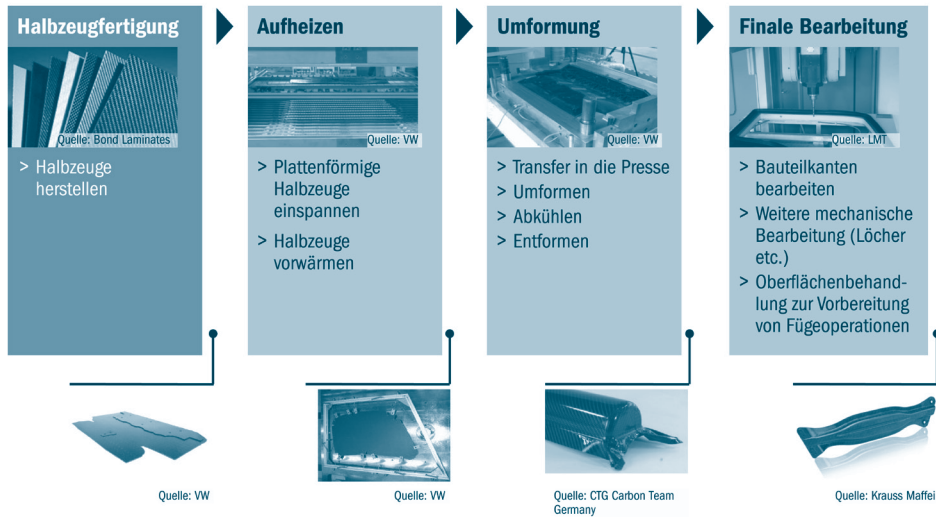 Halbzeugfertigung
Quelle: Bond Laminates
> Halbzeuge
herstellen
Quelle: VW
Aufheizen
Quelle: VW
> Plattenförmige
Halbzeuge
einspannen
> Halbzeuge
vorwärmen
Quelle: VW
Umformung
Quelle: VW
> Transfer in die Presse
> Umformen
> Abkühlen
> Entformen
Quelle: CTG Carbon Team
Germany
Finale Bearbeitung
Quelle: LMT
> Bauteilkanten
bearbeiten
> Weitere mechanische
Bearbeitung (Löcher
etc.)
> Oberflächenbehand-
lung zur Vorbereitung
von Fügeoperationen
Quelle: Krauss Maffei